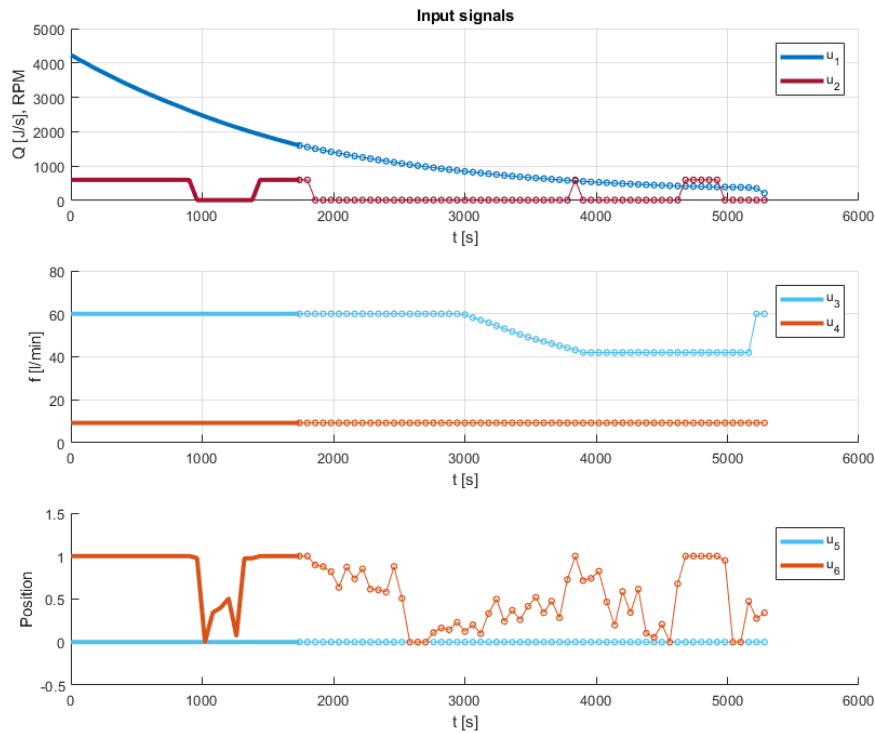 Input signals
5000
4000
3000
2000
1000
0
Q [J/s], RPM
u₁
u₂
0 1000 2000 3000 4000 5000 6000
t [s]
80
60
40
20
0
f [l/min]
u₃
u₄
0 1000 2000 3000 4000 5000 6000
t [s]
1.5
1
0.5
0
-0.5
Position
u₅
u₆
0 1000 2000 3000 4000 5000 6000
t [s]